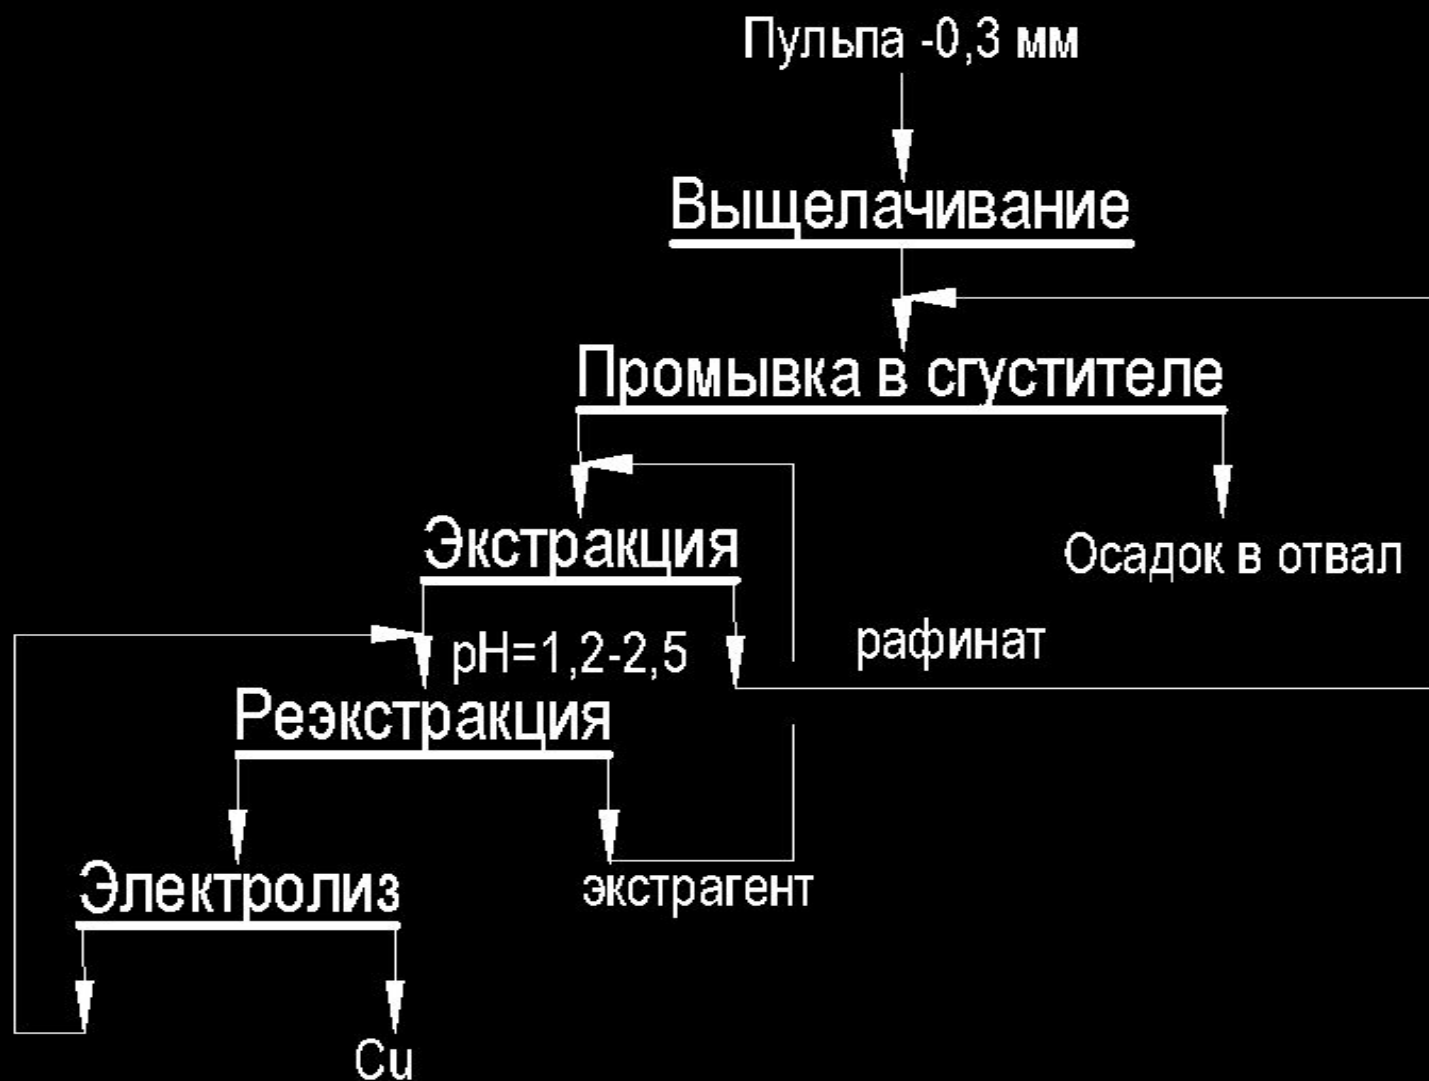 Пульпа -0,3 мм
Выщелачивание
Промывка в сгустителе
Экстракция
Осадок в отвал
рафинат
pH=1,2-2,5
Реэкстракция
Электролиз
экстрагент
Cu